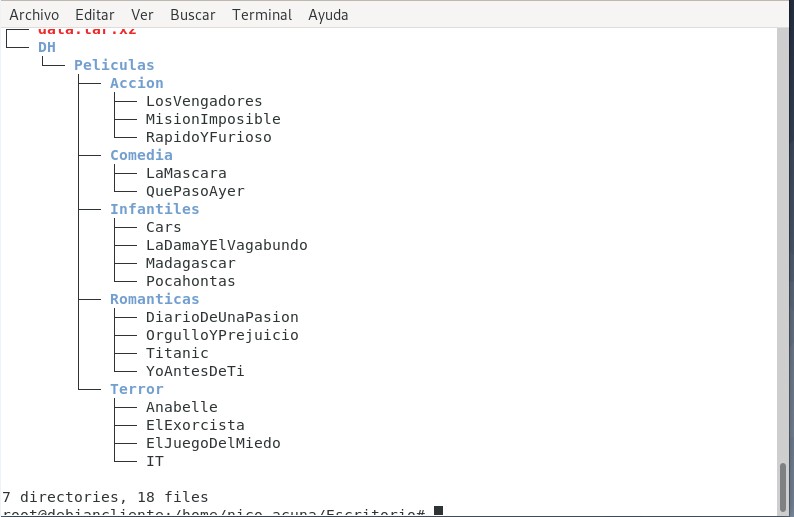 Archivo Editar Ver Buscar Terminal Ayuda
data.tar.xz
DH
Peliculas
Accion
LosVengadores
MisionImposible
RapidoYFurioso
Comedia
LaMascara
QuePasoAyer
Infantiles
Cars
LaDamaYElVagabundo
Madagascar
Pocahontas
Romanticas
DiarioDeUnaPasion
OrgulloYPrejuicio
Titanic
YoAntesDeTi
Terror
Anabelle
ElExorcista
ElJuegoDelMiedo
IT
7 directories, 18 files
root@debiancliente:/home/nico.acuna/Escritorio#